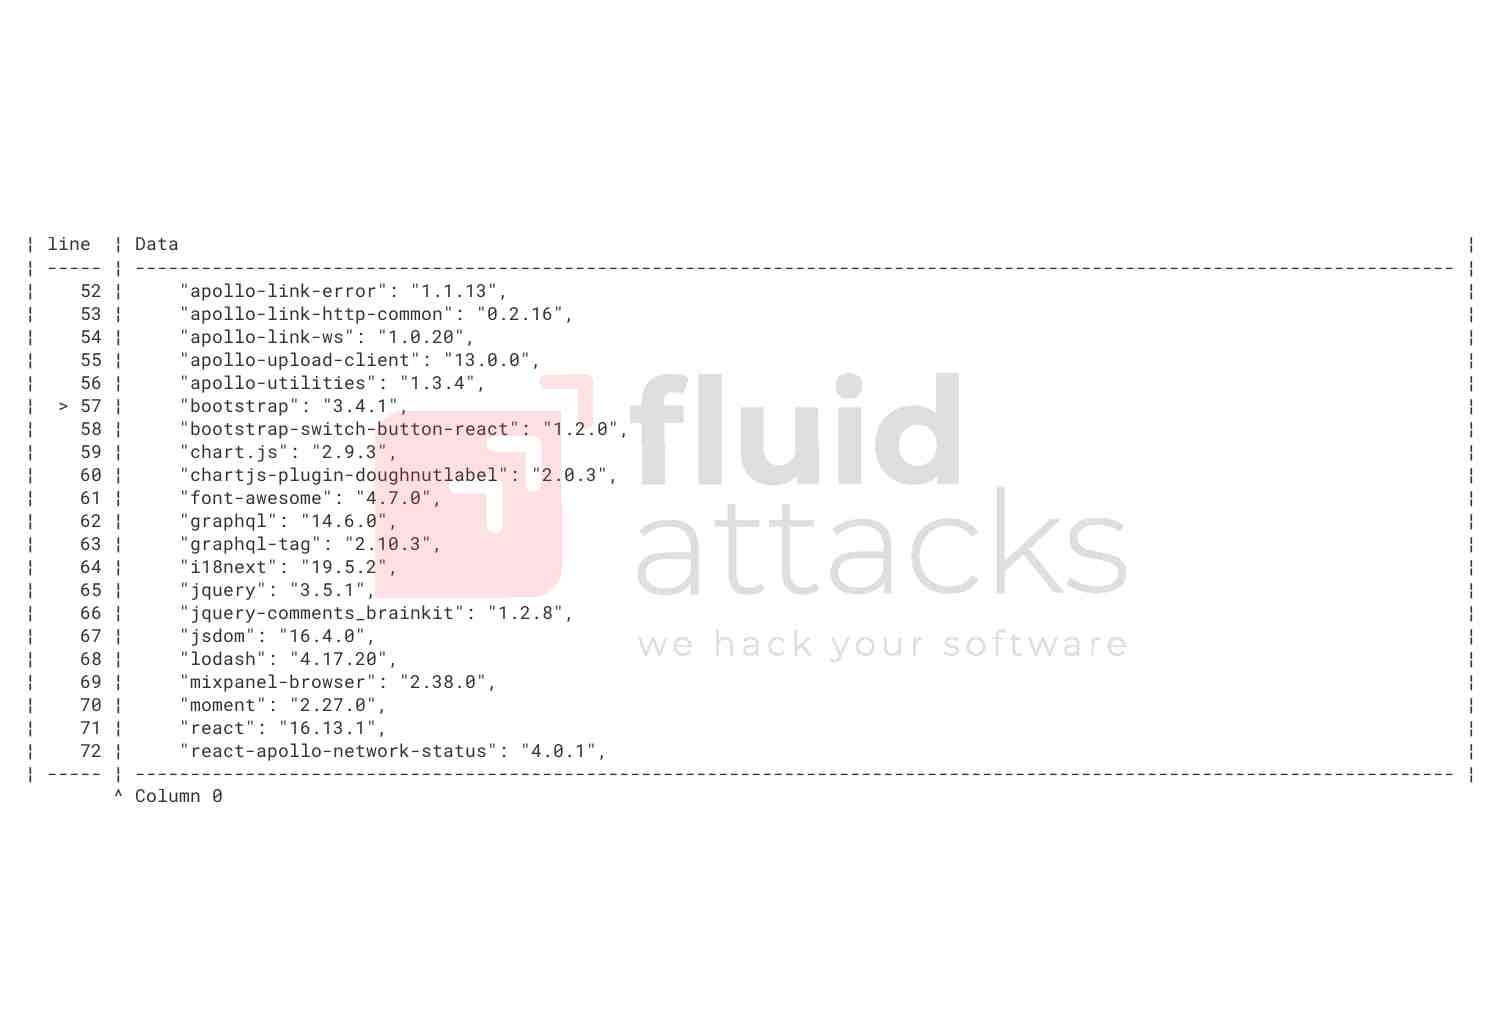 ¦ line  ¦ Data ¦
¦ ----- ¦ ------------------------------------------------------------------------------------------------------------------------ ¦
¦    52 ¦     "apollo-link-error": "1.1.13", ¦
¦    53 ¦     "apollo-link-http-common": "0.2.16", ¦
¦    54 ¦     "apollo-link-ws": "1.0.20", ¦
¦    55 ¦     "apollo-upload-client": "13.0.0", ¦
¦    56 ¦     "apollo-utilities": "1.3.4", ¦
¦  > 57 ¦     "bootstrap": "3.4.1", ¦
¦    58 ¦     "bootstrap-switch-button-react": "1.2.0", ¦
¦    59 ¦     "chart.js": "2.9.3", ¦
¦    60 ¦     "chartjs-plugin-doughnutlabel": "2.0.3", ¦
¦    61 ¦     "font-awesome": "4.7.0", ¦
¦    62 ¦     "graphql": "14.6.0", ¦
¦    63 ¦     "graphql-tag": "2.10.3", ¦
¦    64 ¦     "i18next": "19.5.2", ¦
¦    65 ¦     "jquery": "3.5.1", ¦
¦    66 ¦     "jquery-comments_brainkit": "1.2.8", ¦
¦    67 ¦     "jsdom": "16.4.0", ¦
¦    68 ¦     "lodash": "4.17.20", ¦
¦    69 ¦     "mixpanel-browser": "2.38.0", ¦
¦    70 ¦     "moment": "2.27.0", ¦
¦    71 ¦     "react": "16.13.1", ¦
¦    72 ¦     "react-apollo-network-status": "4.0.1", ¦
¦ ----- ¦ ------------------------------------------------------------------------------------------------------------------------ ¦
        ^ Column 0
fluid
attacks
we hack your software